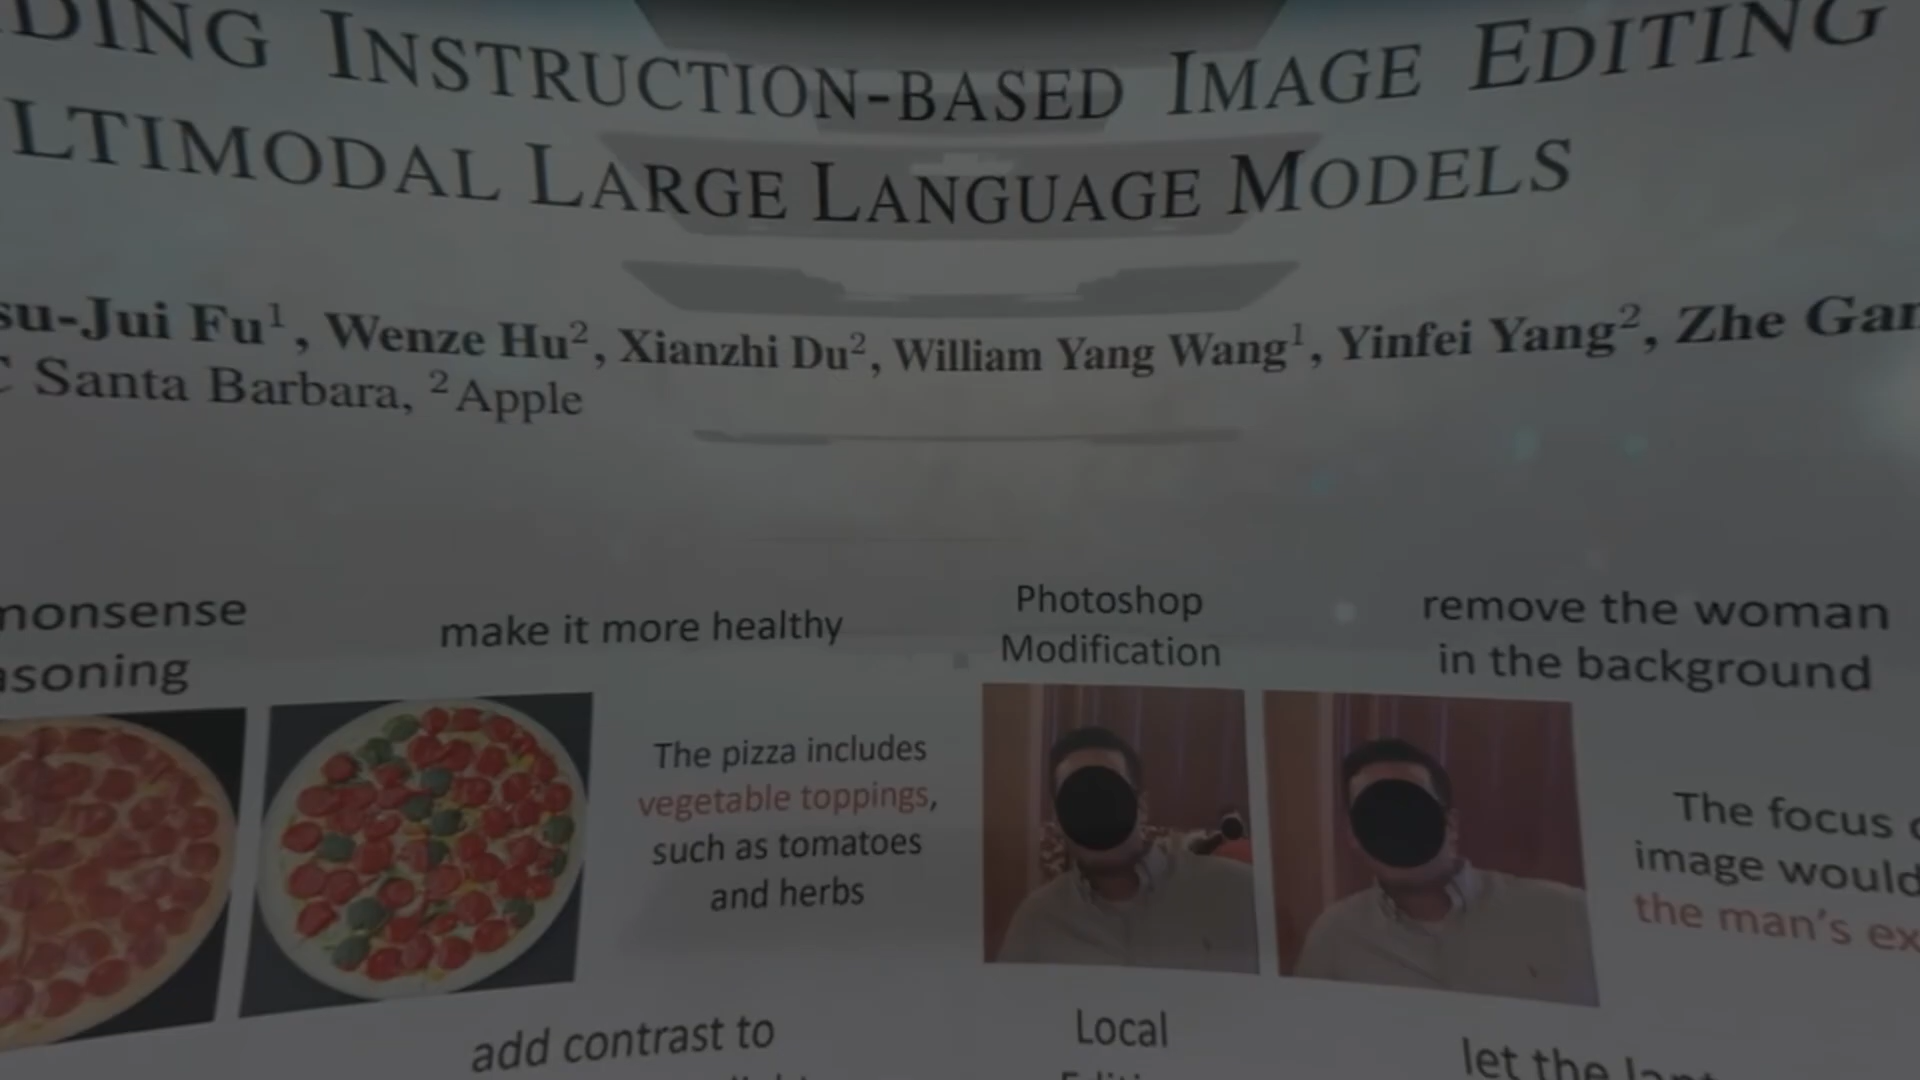 DING INSTRUCTION-BASED IMAGE EDITING
LTIMODAL LARGE LANGUAGE MODELS
su-Jui Fu¹, Wenze Hu², Xianzhi Du², William Yang Wang¹, Yinfei Yang², Zhe Gan
C Santa Barbara, ²Apple
monsense
asoning
make it more healthy
The pizza includes
vegetable toppings,
such as tomatoes
and herbs
Photoshop
Modification
remove the woman
in the background
The focus o
image would
the man's ex
add contrast to
Local
let the